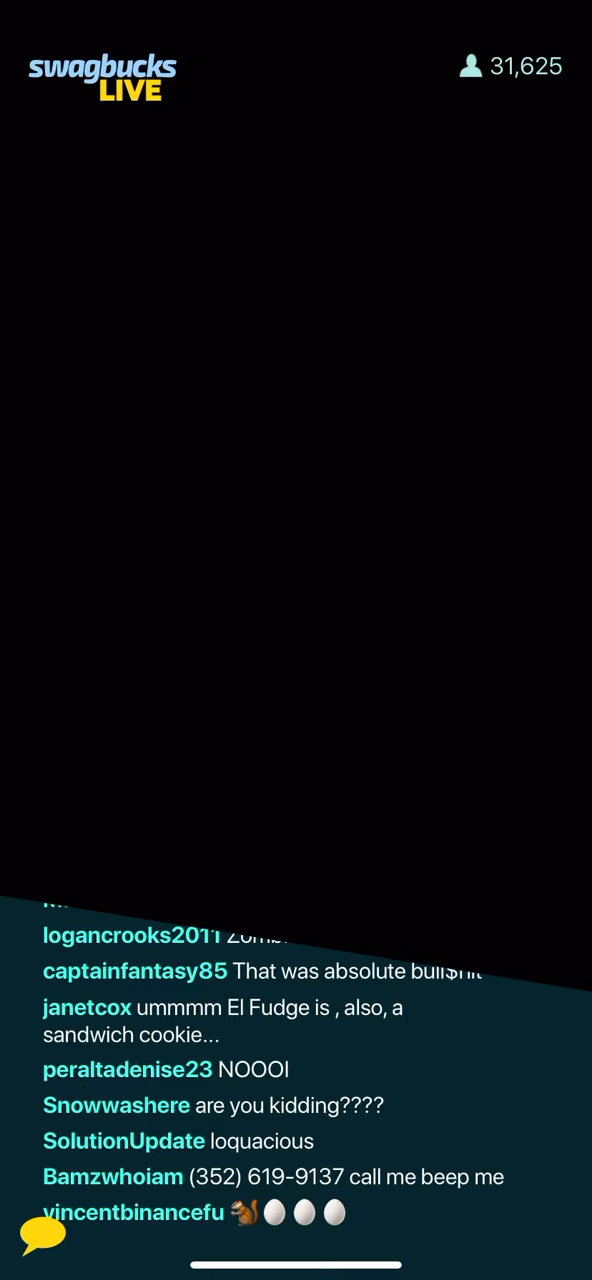 swagbucks
LIVE
31,625
logancrooks2011
captainfantasy85 That was absolute bull$hit
janetcox ummmm El Fudge is , also, a
sandwich cookie...
peraltadenise23 NOOOI
Snowwashere are you kidding????
SolutionUpdate loquacious
Bamzwhoiam (352) 619-9137 call me beep me
vincentbinancefu 🐿️🥚🥚🥚